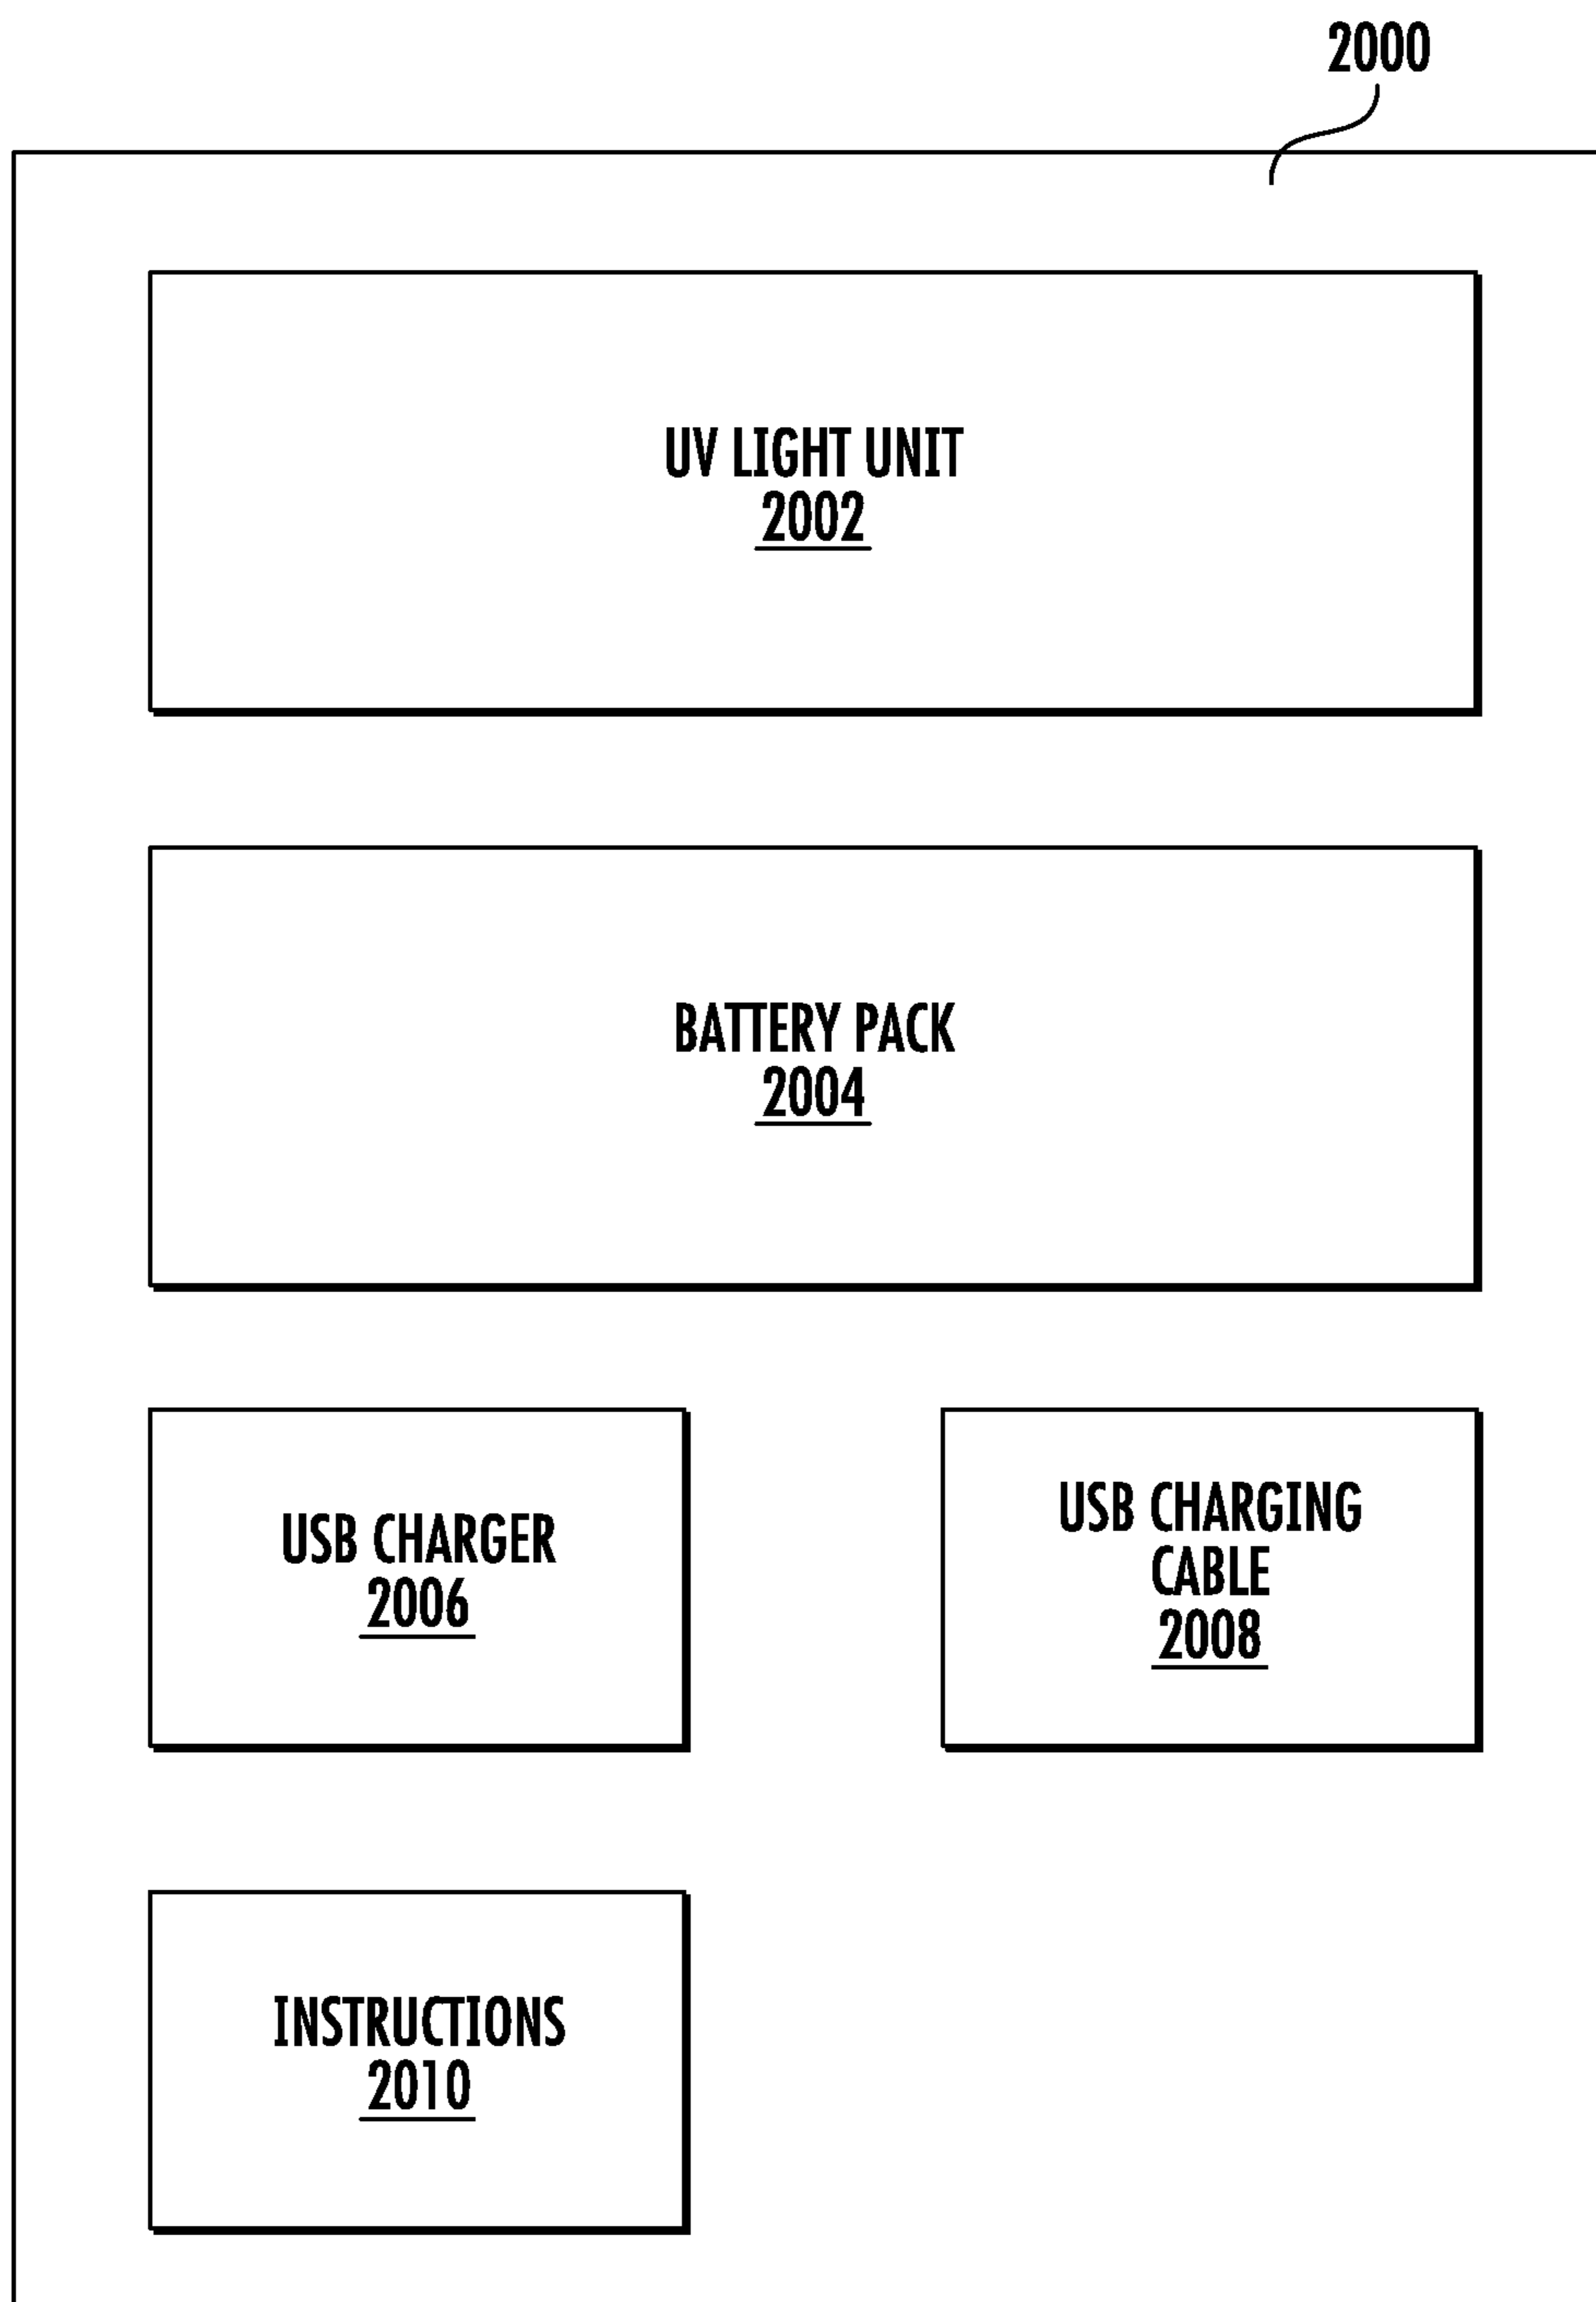 2000
UV LIGHT UNIT
2002
BATTERY PACK
2004
USB CHARGER
2006
USB CHARGING
CABLE
2008
INSTRUCTIONS
2010